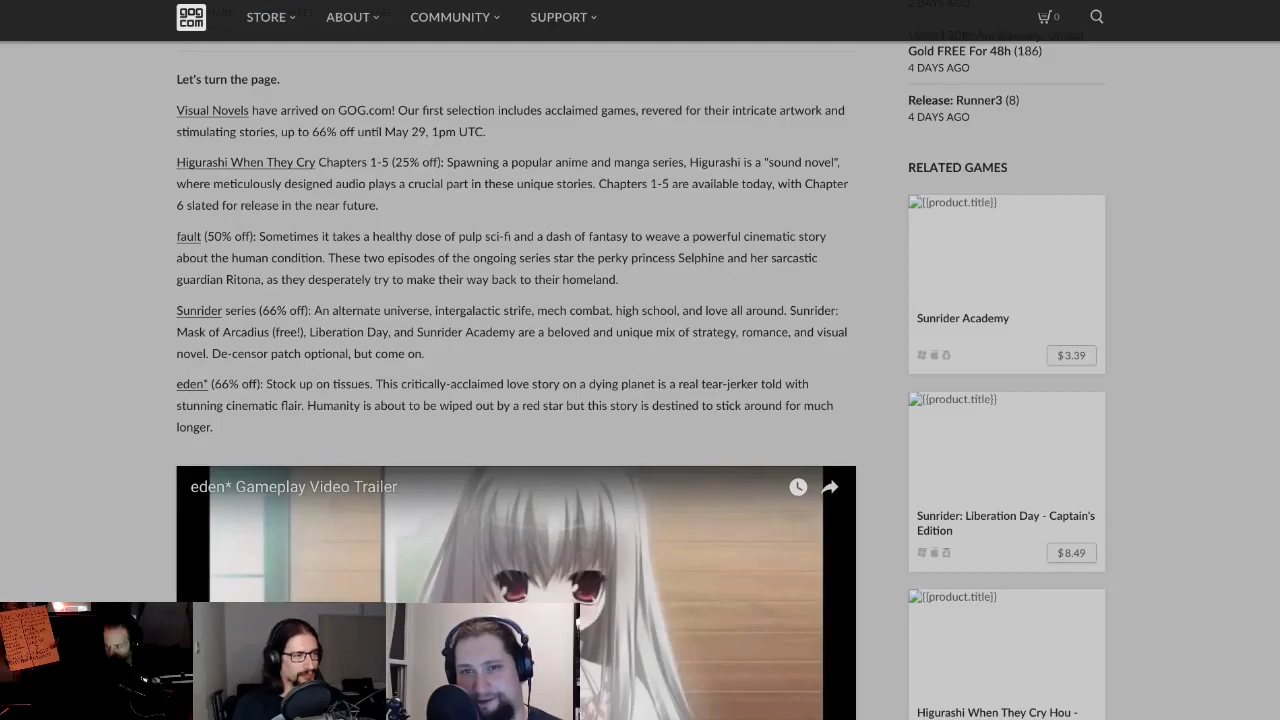 gog
com
STORE
ABOUT
COMMUNITY
SUPPORT
0
Let's turn the page.
Visual Novels have arrived on GOG.com! Our first selection includes acclaimed games, revered for their intricate artwork and
stimulating stories, up to 66% off until May 29, 1pm UTC.
Higurashi When They Cry Chapters 1-5 (25% off): Spawning a popular anime and manga series, Higurashi is a "sound novel",
where meticulously designed audio plays a crucial part in these unique stories. Chapters 1-5 are available today, with Chapter
6 slated for release in the near future.
fault (50% off): Sometimes it takes a healthy dose of pulp sci-fi and a dash of fantasy to weave a powerful cinematic story
about the human condition. These two episodes of the ongoing series star the perky princess Selphine and her sarcastic
guardian Ritona, as they desperately try to make their way back to their homeland.
Sunrider series (66% off): An alternate universe, intergalactic strife, mech combat, high school, and love all around. Sunrider:
Mask of Arcadius (free!), Liberation Day, and Sunrider Academy are a beloved and unique mix of strategy, romance, and visual
novel. De-censor patch optional, but come on.
eden* (66% off): Stock up on tissues. This critically-acclaimed love story on a dying planet is a real tear-jerker told with
stunning cinematic flair. Humanity is about to be wiped out by a red star but this story is destined to stick around for much
longer.
eden* Gameplay Video Trailer
2 DAYS AGO
Gold FREE For 48h (186)
4 DAYS AGO
Release: Runner3 (8)
4 DAYS AGO
RELATED GAMES
{{product.title}}
Sunrider Academy
$ 3.39
{{product.title}}
Sunrider: Liberation Day - Captain's
Edition
$ 8.49
{{product.title}}
Higurashi When They Cry Hou -